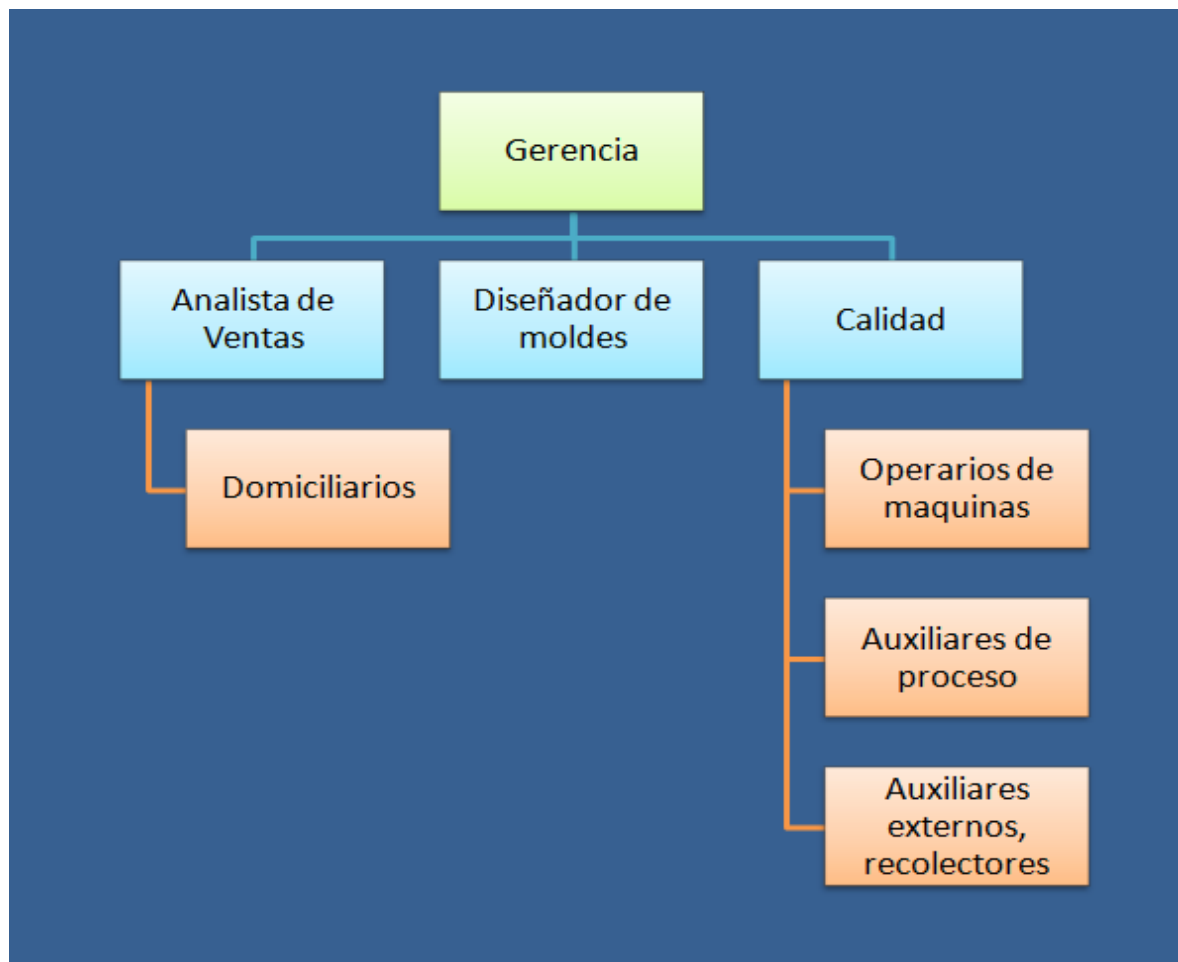 Gerencia
Analista de
Ventas
Diseñador de
moldes
Calidad
Domiciliarios
Operarios de
maquinas
Auxiliares de
proceso
Auxiliares
externos,
recolectores